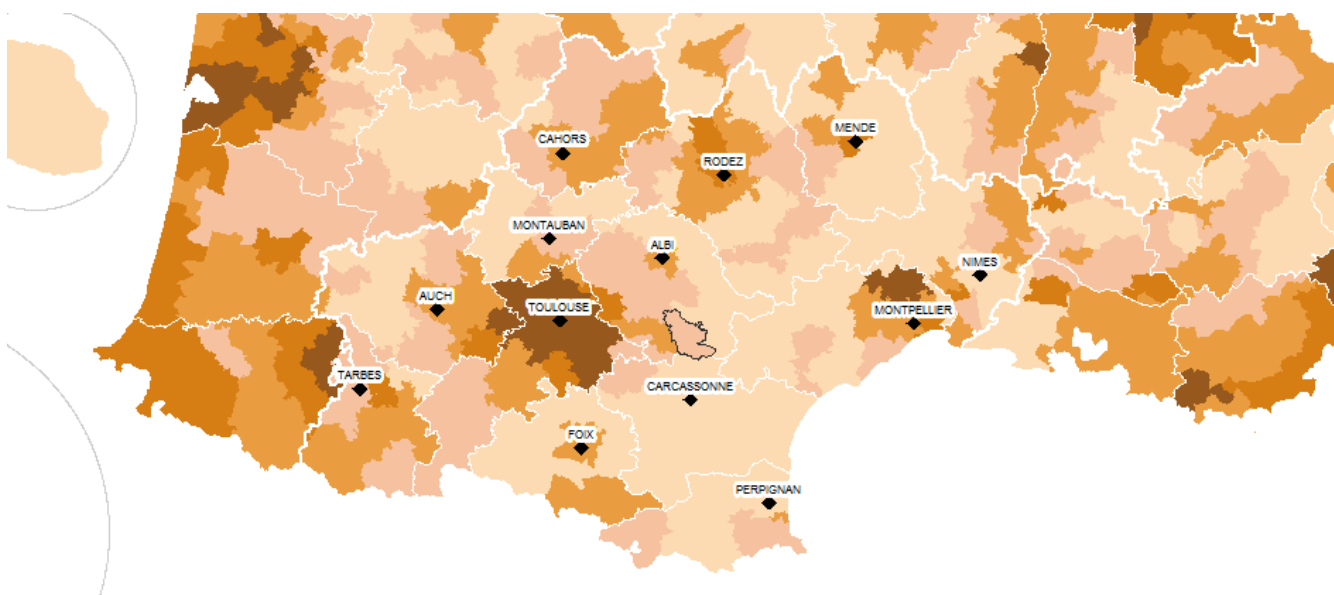 MENDE
CAHORS
RODEZ
MONTAUBAN
ALBI
NIMES
AUCH
TOULOUSE
MONTPELLIER
TARBES
CARCASSONNE
FOIX
PERPIGNAN